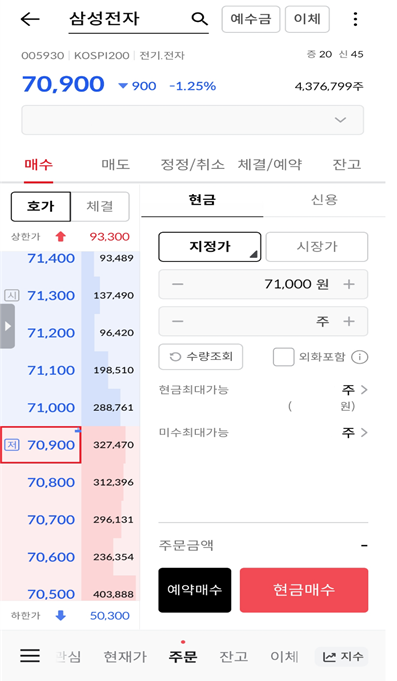 삼성전자 예수금 이체
005930 KOSPI200 전기.전자 증 20 신 45
70,900 ▼ 900 -1.25% 4,376,799주
매수 매도 정정/취소 체결/예약 잔고
호가 체결 현금 신용
상한가 93,300
지정가 시장가
71,400 93,489
시 71,300 137,490
71,000 원
71,200 96,420
주
71,100 198,510
수량조회 외화포함
71,000 288,761
현금최대가능 주
( 원)
저 70,900 327,470
미수최대가능 주
70,800 312,396
70,700 296,131
70,600 236,354
주문금액 -
70,500 403,888
예약매수 현금매수
하한가 50,300
관심 현재가 주문 잔고 이체 지수